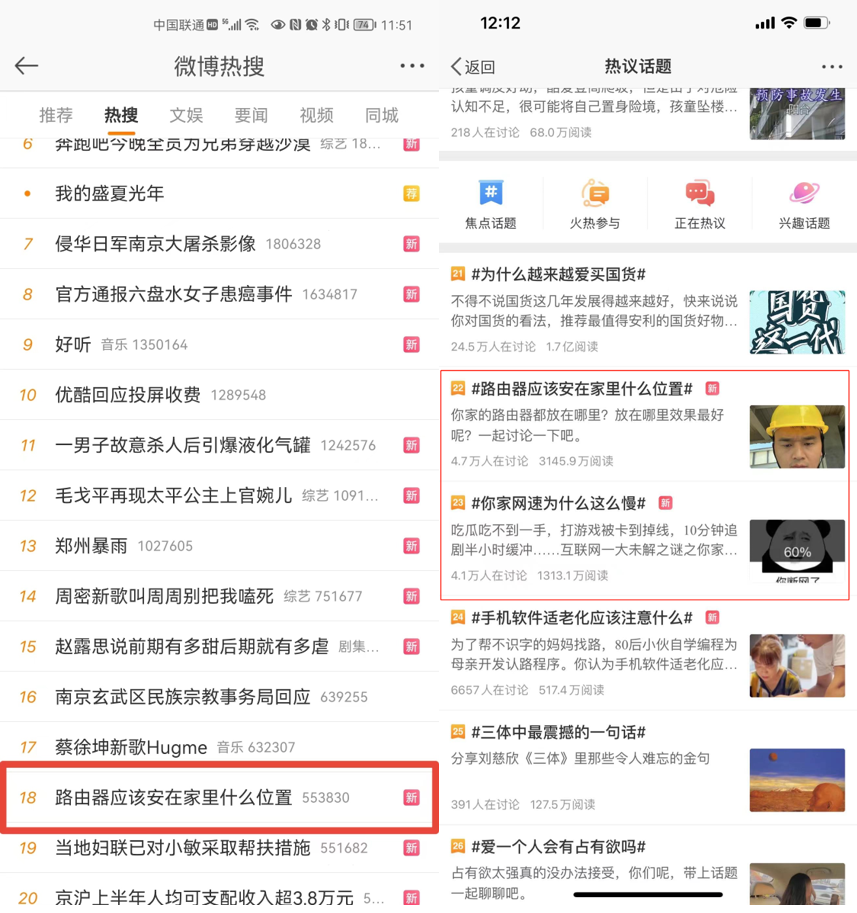 中国联通 HD 5G 74 11:51
微博热搜
推荐 热搜 文娱 要闻 视频 同城
6 奔跑吧今晚全员为兄弟穿越沙漠 综艺 18... 新
• 我的盛夏光年 荐
7 侵华日军南京大屠杀影像 1806328 新
8 官方通报六盘水女子患癌事件 1634817 新
9 好听 音乐 1350164 新
10 优酷回应投屏收费 1289548
11 一男子故意杀人后引爆液化气罐 1242576 新
12 毛戈平再现太平公主上官婉儿 综艺 1091... 新
13 郑州暴雨 1027605 新
14 周密新歌叫周周别把我嗑死 综艺 751677 新
15 赵露思说前期有多甜后期就有多虐 剧集... 新
16 南京玄武区民族宗教事务局回应 639255
17 蔡徐坤新歌Hugme 音乐 632307
18 路由器应该安在家里什么位置 553830 新
19 当地妇联已对小敏采取帮扶措施 551682 新
20 京沪上半年人均可支配收入超3.8万元 5... 新
12:12
返回 热议话题
孩童调皮好动，酷爱登高爬坡，但是由于对危险
认知不足，很可能将自己置身险境，孩童坠楼...
218人在讨论 68.0万阅读
预防事故发生
焦点话题 火热参与 正在热议 兴趣话题
21 #为什么越来越爱买国货#
不得不说国货这几年发展得越来越好，快来说说
你对国货的看法，推荐最值得安利的国货好物...
24.5万人在讨论 1.7亿阅读
国货
这一代
22 #路由器应该安在家里什么位置# 新
你家的路由器都放在哪里？放在哪里效果最好
呢？一起讨论一下吧。
4.7万人在讨论 3145.9万阅读
23 #你家网速为什么这么慢# 新
吃瓜吃不到一手，打游戏被卡到掉线，10分钟追
剧半小时缓冲……互联网一大未解之谜之你家...
4.1万人在讨论 1313.1万阅读
60%
你断网了
24 #手机软件适老化应该注意什么# 新
为了帮不识字的妈妈找路，80后小伙自学编程为
母亲开发认路程序。你认为手机软件适老化应...
6657人在讨论 517.4万阅读
25 #三体中最震撼的一句话#
分享刘慈欣《三体》里那些令人难忘的金句
391人在讨论 127.5万阅读
26 #爱一个人会有占有欲吗#
占有欲太强真的没办法接受，你们呢，带上话题
一起聊聊吧。